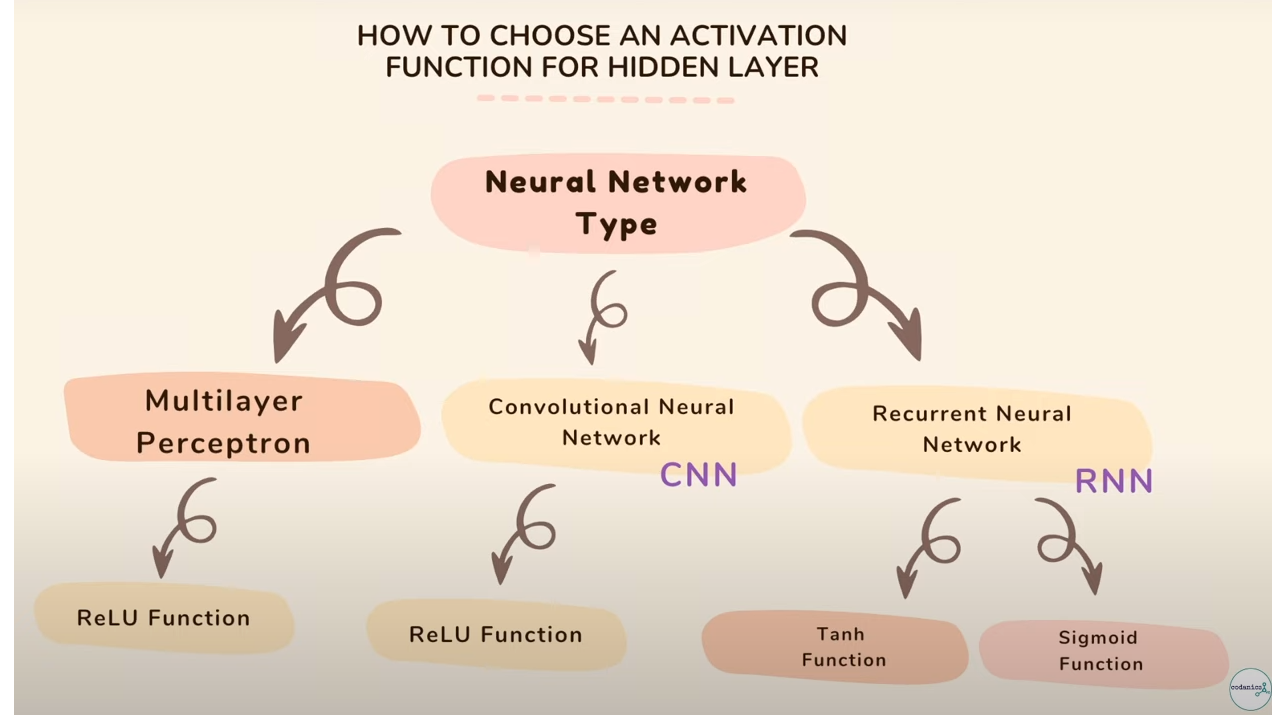 HOW TO CHOOSE AN ACTIVATION
FUNCTION FOR HIDDEN LAYER
Neural Network
Type
Multilayer
Perceptron
Convolutional Neural
Network
CNN
Recurrent Neural
Network
RNN
ReLU Function
ReLU Function
Tanh
Function
Sigmoid
Function
codanics